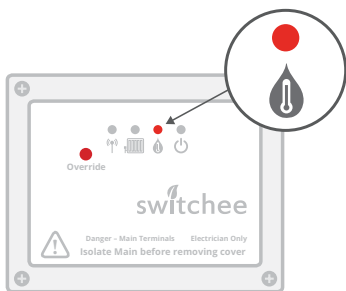 Override
switchee
Danger - Main Terminals Electrician Only
Isolate Main before removing cover